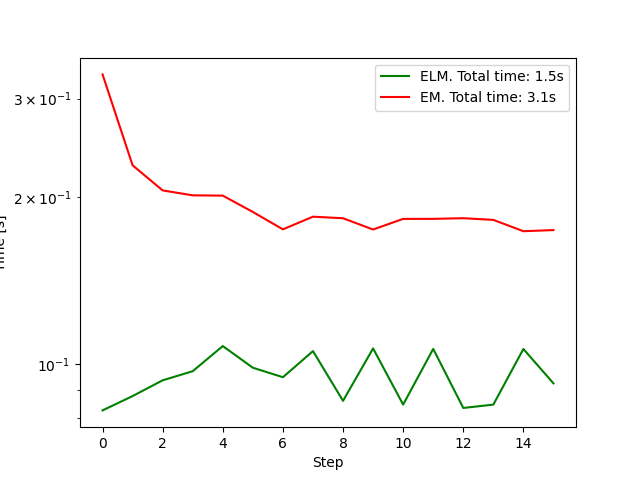 ELM. Total time: 1.5s
EM. Total time: 3.1s
3 × 10⁻¹
2 × 10⁻¹
10⁻¹
[s]
0 2 4 6 8 10 12 14
Step